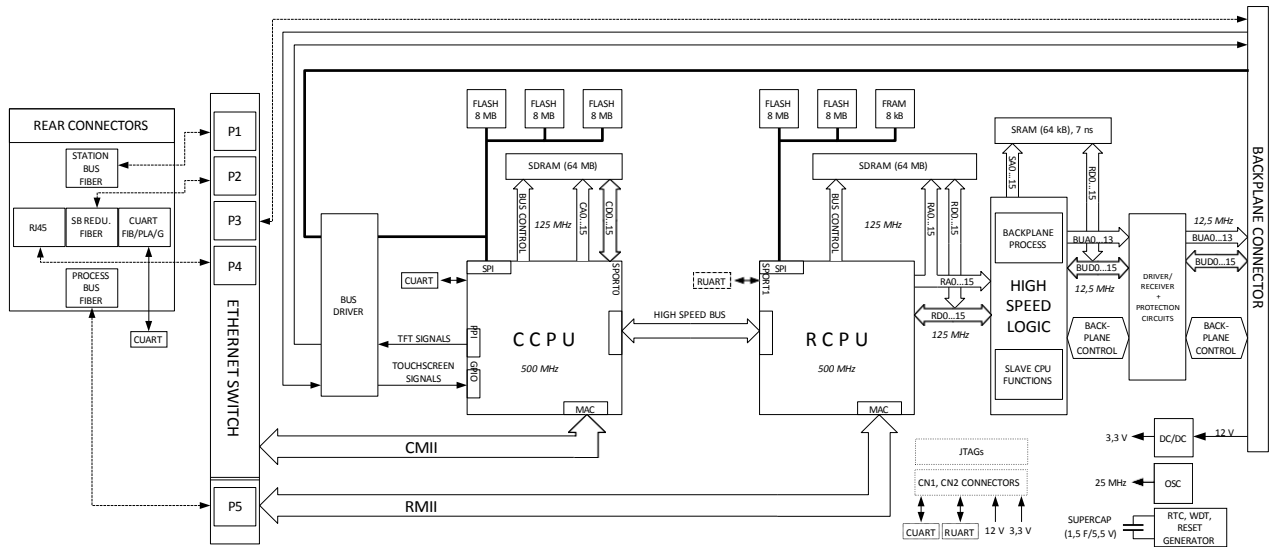 REAR CONNECTORS
STATION
BUS
FIBER
RJ45
SB REDU.
FIBER
CUART
FIB/PLA/G
PROCESS
BUS
FIBER
CUART
P1
P2
P3
P4
ETHERNET SWITCH
P5
BUS
DRIVER
FLASH
8 MB
FLASH
8 MB
FLASH
8 MB
SDRAM (64 MB)
BUS CONTROL
125 MHz
CA0...15
CD0...15
CUART
SPI
SPORT0
PPI
GPIO
TFT SIGNALS
TOUCHSCREEN
SIGNALS
CCPU
500 MHz
MAC
HIGH SPEED BUS
CMII
RMII
FLASH
8 MB
FLASH
8 MB
FRAM
8 kB
SDRAM (64 MB)
BUS CONTROL
125 MHz
RA0...15
RD0...15
RUART
SPORT1
SPI
RCPU
500 MHz
MAC
RA0...15
RD0...15
125 MHz
SRAM (64 kB), 7 ns
SA0...15
RD0...15
BACKPLANE
PROCESS
HIGH
SPEED
LOGIC
SLAVE CPU
FUNCTIONS
BUA0...13
BUD0...15
12,5 MHz
BACK-
PLANE
CONTROL
DRIVER/
RECEIVER
+
PROTECTION
CIRCUITS
12,5 MHz
BUA0...13
BUD0...15
BACK-
PLANE
CONTROL
BACKPLANE CONNECTOR
JTAGs
CN1, CN2 CONNECTORS
CUART
RUART
12 V
3,3 V
3,3 V
DC/DC
12 V
25 MHz
OSC
SUPERCAP
(1,5 F/5,5 V)
RTC, WDT,
RESET
GENERATOR